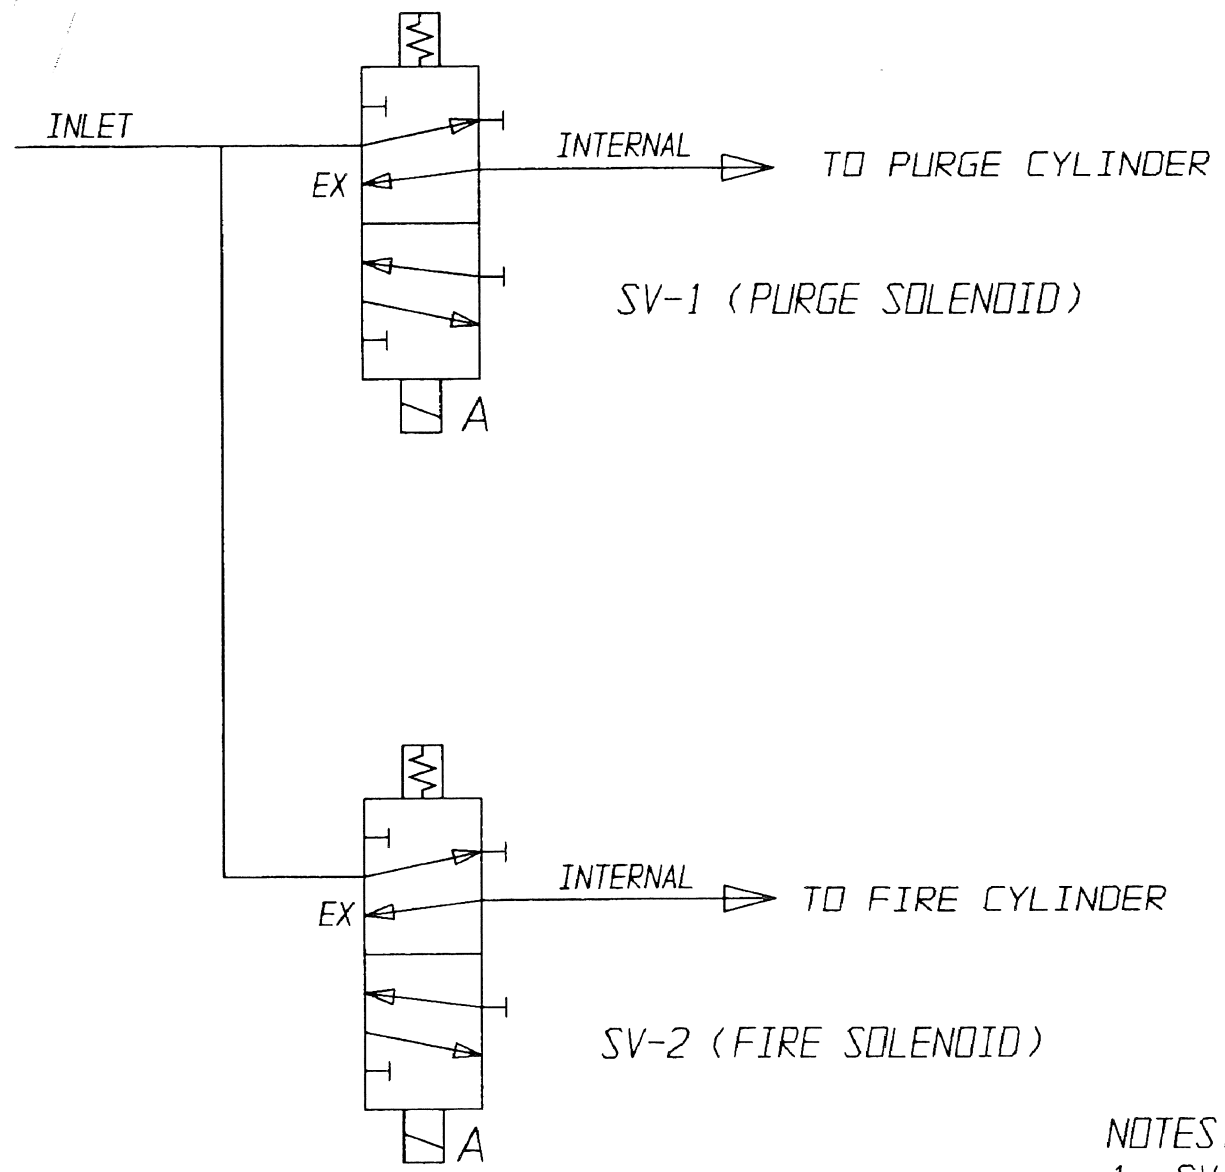 INLET
INTERNAL
TO PURGE CYLINDER
EX
SV-1 (PURGE SOLENOID)
A
INTERNAL
TO FIRE CYLINDER
EX
SV-2 (FIRE SOLENOID)
A
NOTES